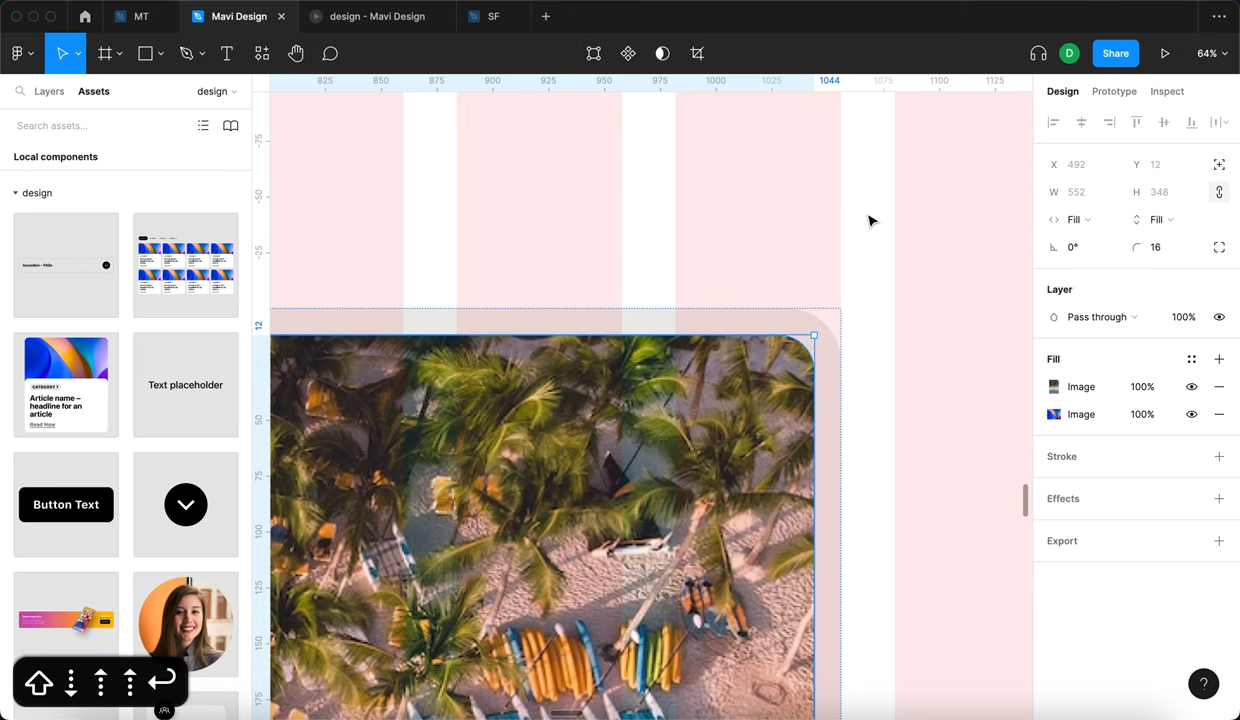 MT
Mavi Design
design - Mavi Design
SF
D
Share
64%
Layers
Assets
design
Search assets...
Local components
design
Accordion - FAQs
CATEGORY 1
Article name –
headline for an
article
Read Now
Text placeholder
Button Text
825
850
875
900
925
950
975
1000
1025
1044
1075
1100
1125
-75
-50
-25
12
50
75
100
125
150
175
Design
Prototype
Inspect
X 492
Y 12
W 552
H 348
Fill
Fill
0°
16
Layer
Pass through
100%
Fill
Image
100%
Image
100%
Stroke
Effects
Export
?